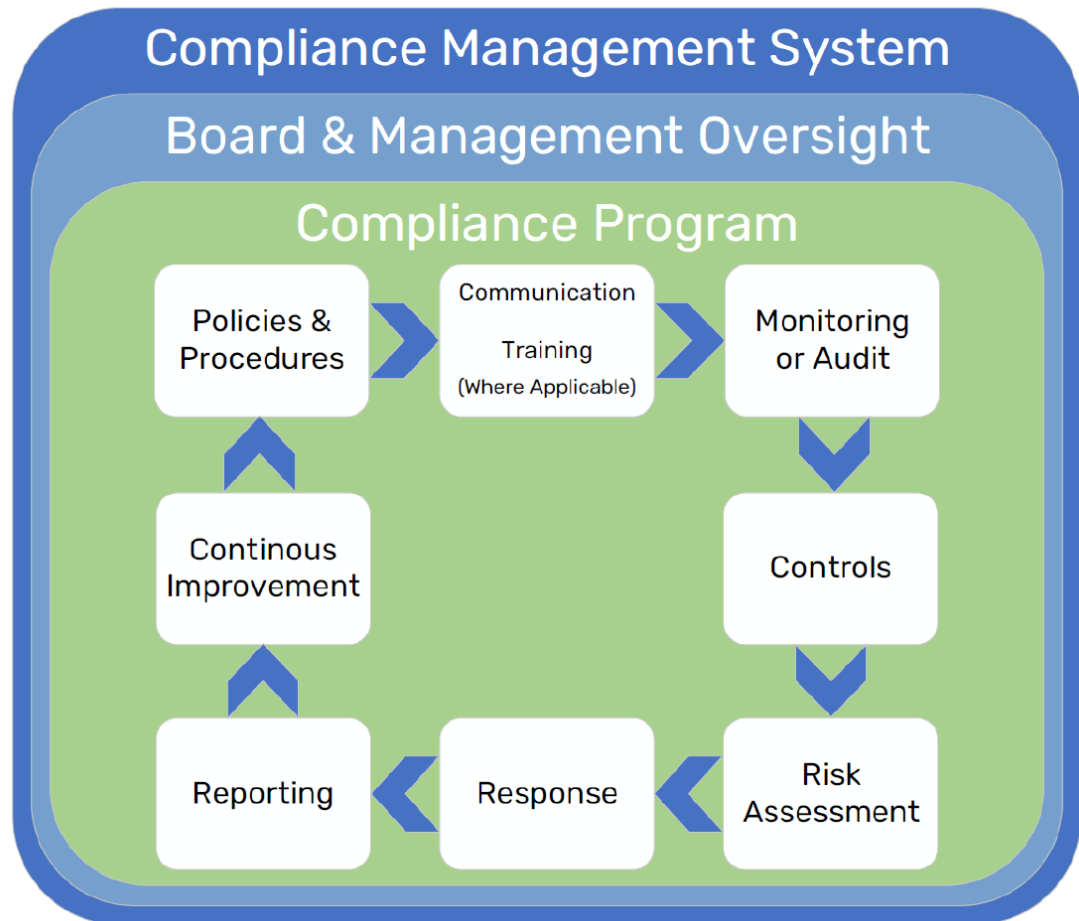 Compliance Management System
Board & Management Oversight
Compliance Program
Policies &
Procedures
Communication
Training
(Where Applicable)
Monitoring
or Audit
Continous
Improvement
Controls
Reporting
Response
Risk
Assessment